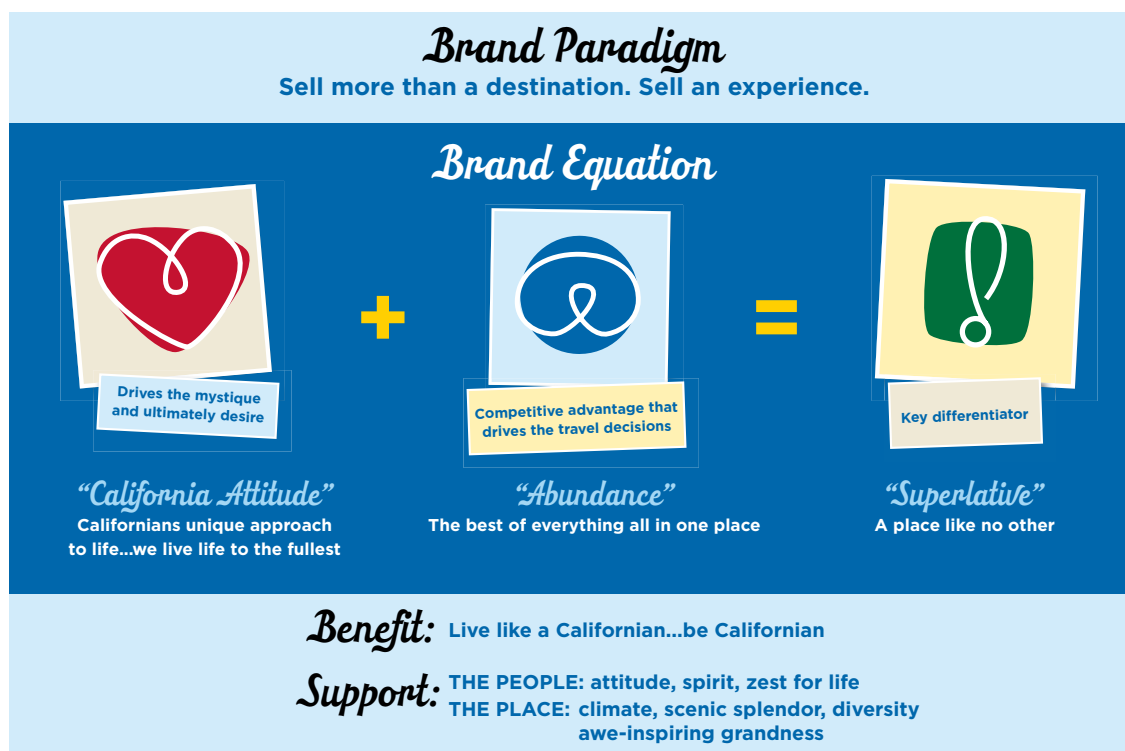 Brand Paradigm
Sell more than a destination. Sell an experience.
Brand Equation
Drives the mystique
and ultimately desire
Competitive advantage that
drives the travel decisions
Key differentiator
“California Attitude”
Californians unique approach
to life...we live life to the fullest
“Abundance”
The best of everything all in one place
“Superlative”
A place like no other
Benefit: Live like a Californian...be Californian
Support: THE PEOPLE: attitude, spirit, zest for life
THE PLACE: climate, scenic splendor, diversity
awe-inspiring grandness